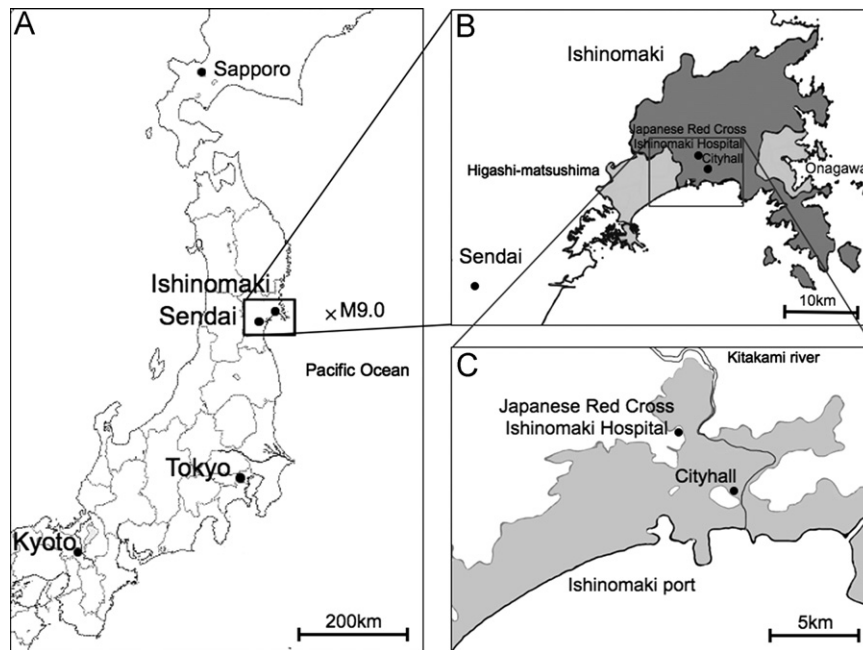 A
Sapporo
Ishinomaki
Sendai
×M9.0
Pacific Ocean
Tokyo
Kyoto
200km
B
Ishinomaki
Japanese Red Cross
Ishinomaki Hospital
Cityhall
Higashi-matsushima
Onagawa
Sendai
10km
C
Kitakami river
Japanese Red Cross
Ishinomaki Hospital
Cityhall
Ishinomaki port
5km